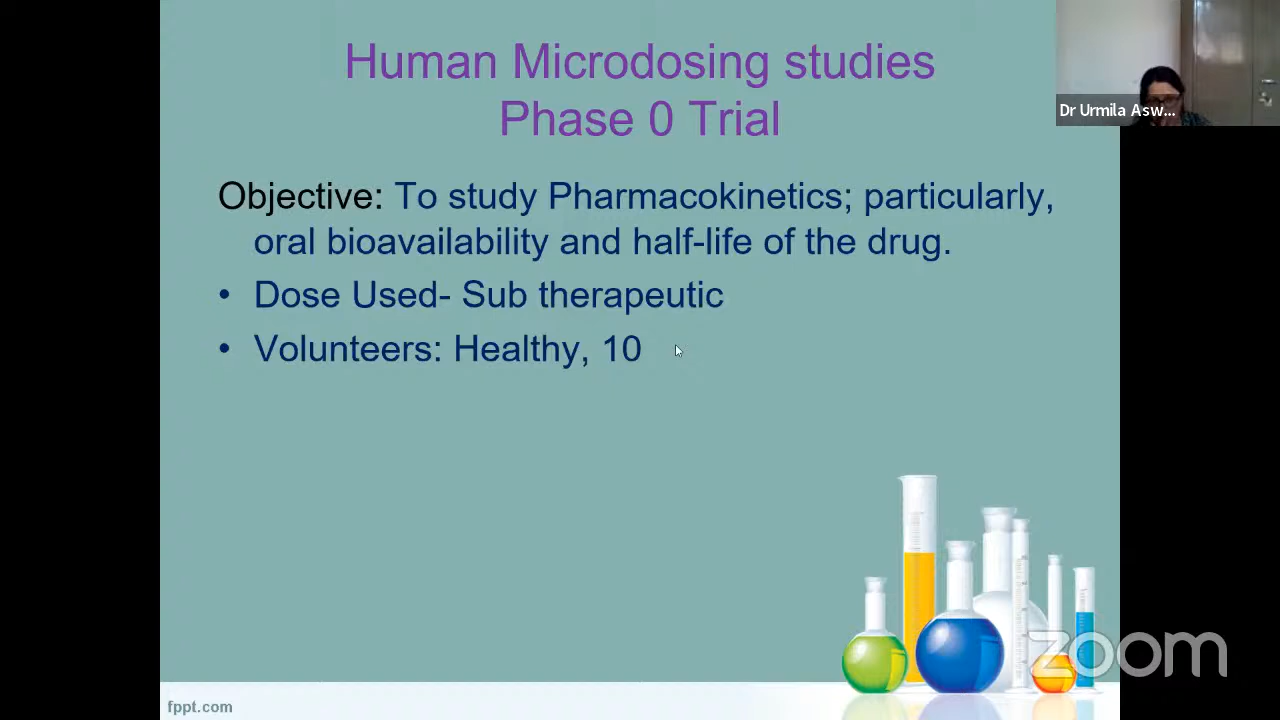 Human Microdosing studies
Phase 0 Trial
Dr Urmila Asw...
Objective: To study Pharmacokinetics; particularly,
oral bioavailability and half-life of the drug.
• Dose Used- Sub therapeutic
• Volunteers: Healthy, 10
zoom
fppt.com